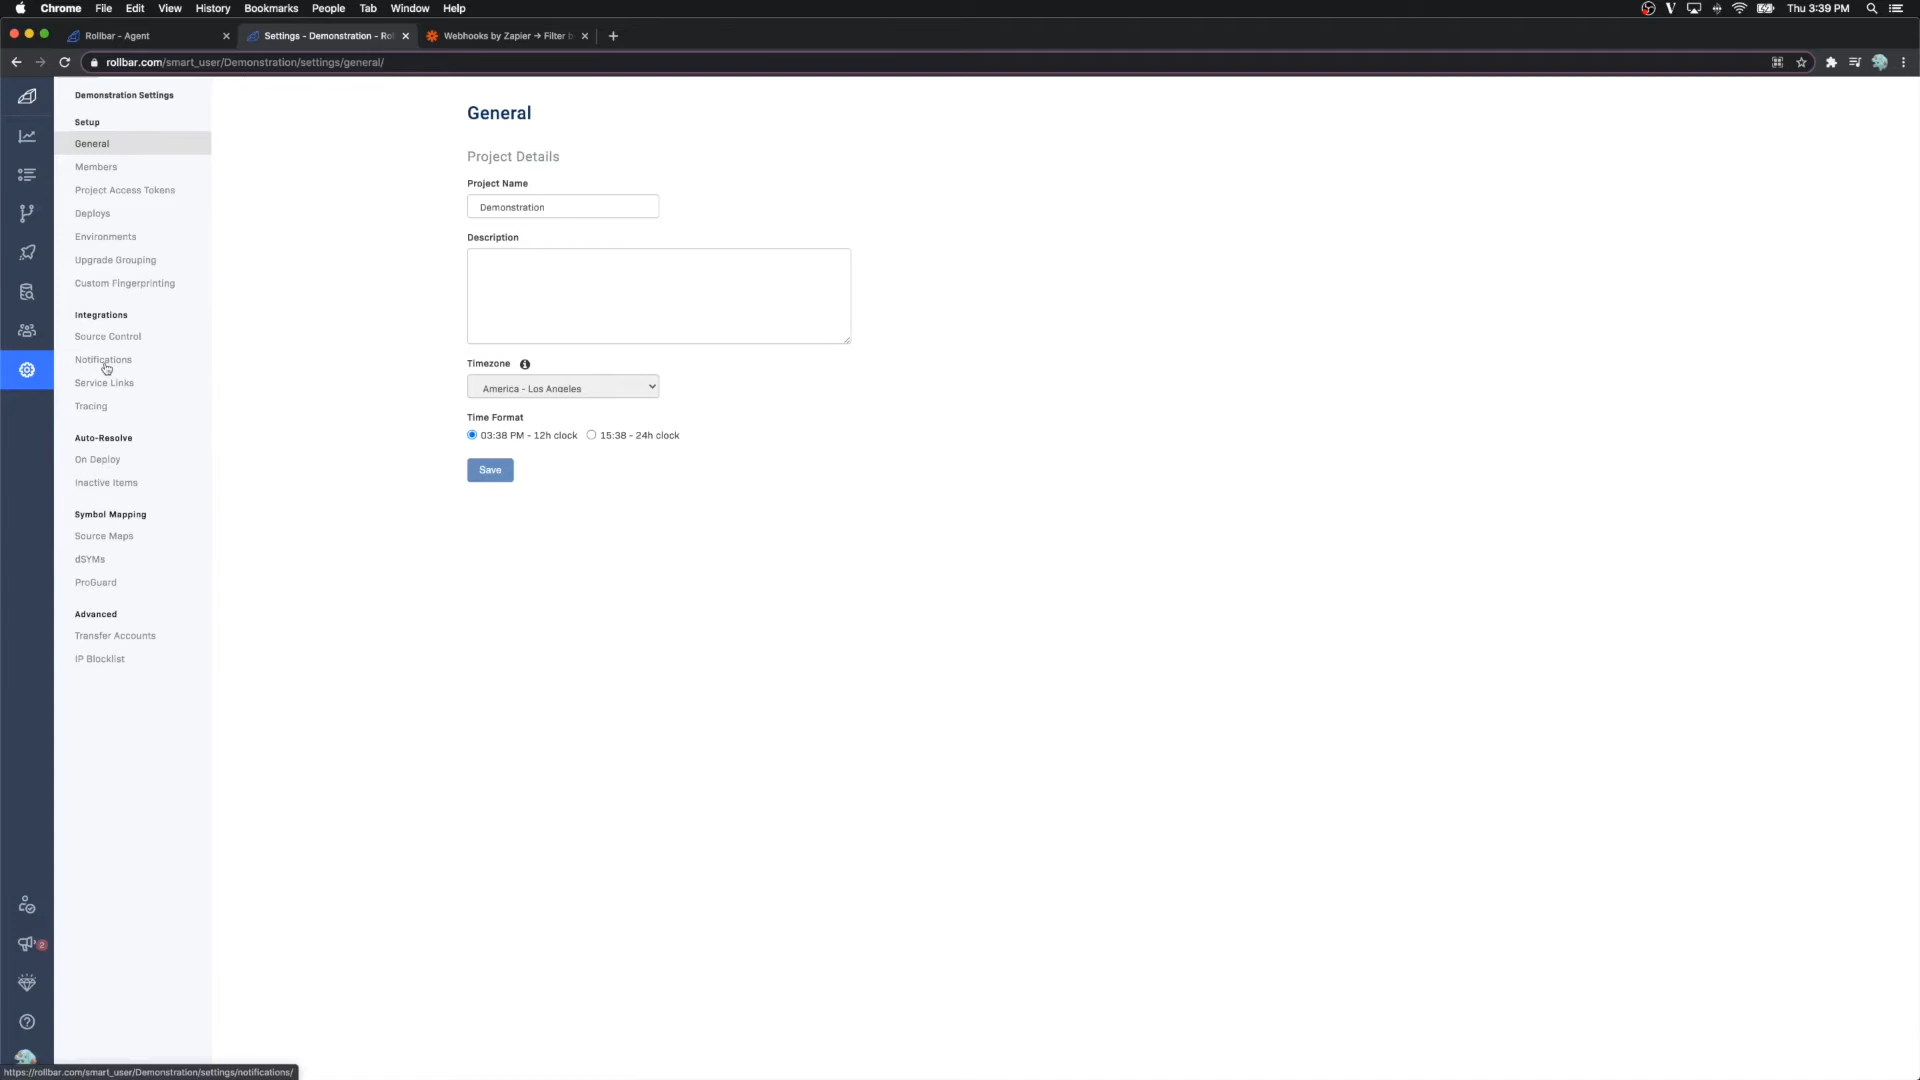 Chrome File Edit View History Bookmarks People Tab Window Help
Thu 3:39 PM
Rollbar - Agent
Settings - Demonstration - Rol
Webhooks by Zapier → Filter b
rollbar.com/smart_user/Demonstration/settings/general/
Demonstration Settings
Setup
General
Members
Project Access Tokens
Deploys
Environments
Upgrade Grouping
Custom Fingerprinting
Integrations
Source Control
Notifications
Service Links
Tracing
Auto-Resolve
On Deploy
Inactive Items
Symbol Mapping
Source Maps
dSYMs
ProGuard
Advanced
Transfer Accounts
IP Blocklist
2
General
Project Details
Project Name
Demonstration
Description
Timezone
America - Los Angeles
Time Format
03:38 PM - 12h clock 15:38 - 24h clock
Save
https://rollbar.com/smart_user/Demonstration/settings/notifications/